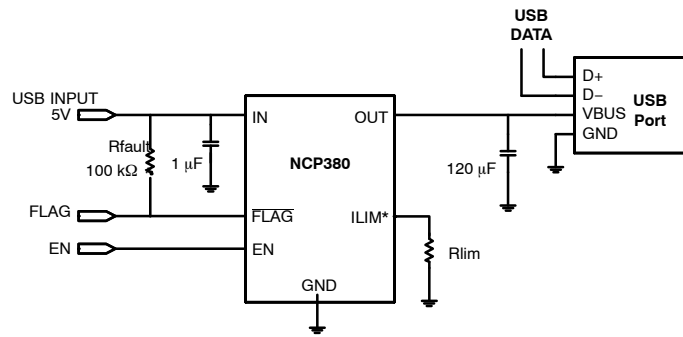 USB
DATA
USB INPUT
5V
Rfault
100 kΩ
1 μF
FLAG
EN
IN
OUT
NCP380
FLAG
ILIM*
EN
GND
120 μF
Rlim
D+
D−
VBUS
GND
USB
Port